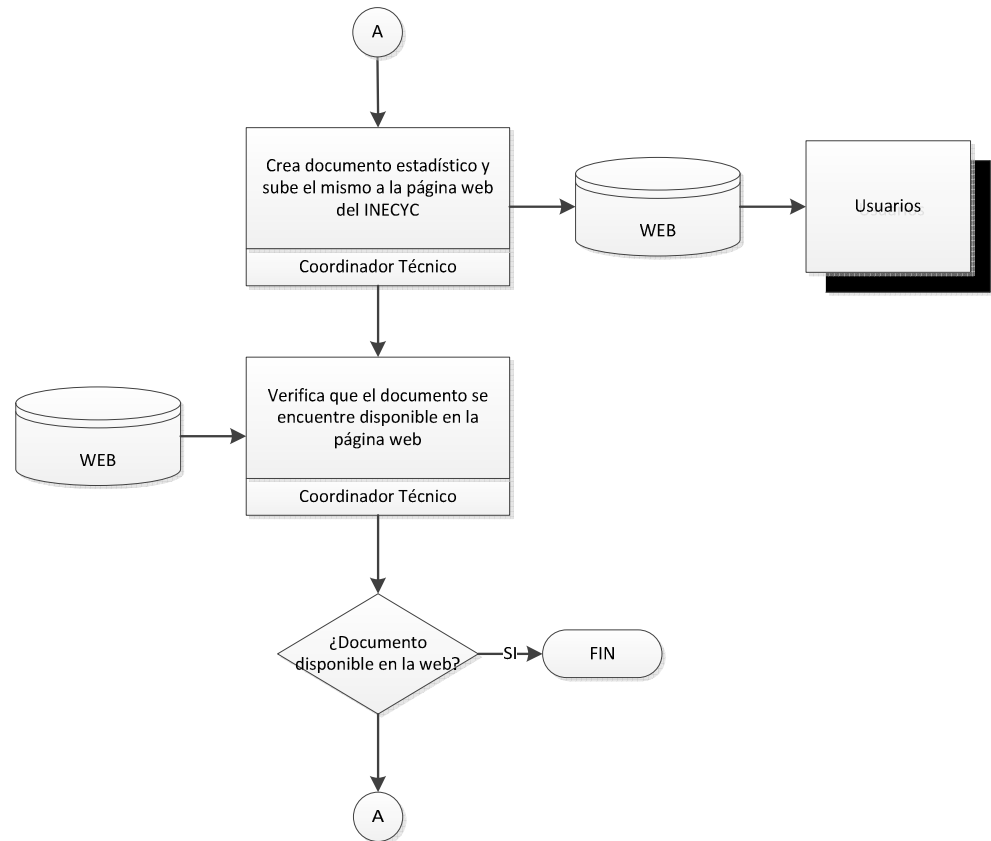 A
Crea documento estadístico y
sube el mismo a la página web
del INECYC
Coordinador Técnico
WEB
Usuarios
Verifica que el documento se
encuentre disponible en la
página web
Coordinador Técnico
WEB
¿Documento
disponible en la web?
SI
FIN
A